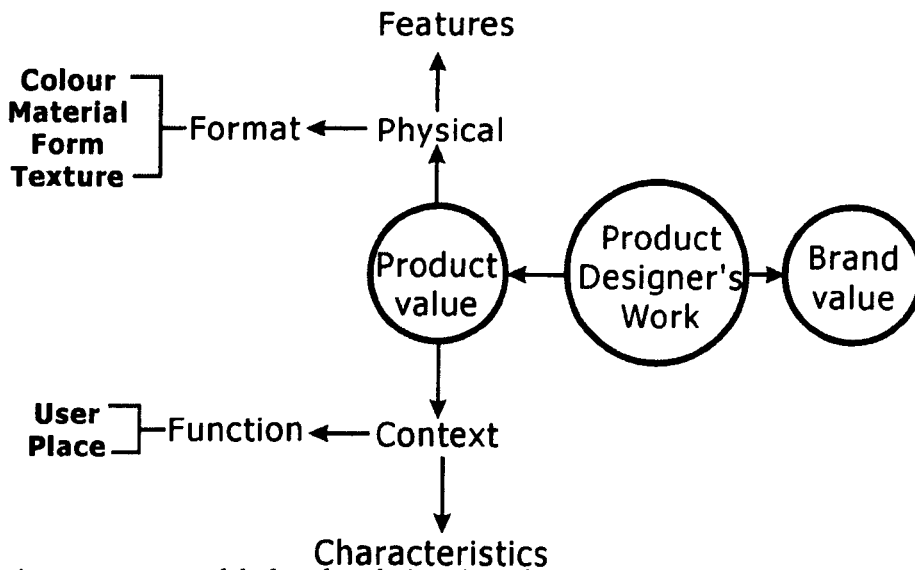 Features
Colour
Material
Form
Texture
Format
Physical
Product
value
Product
Designer's
Work
Brand
value
User
Place
Function
Context
Characteristics